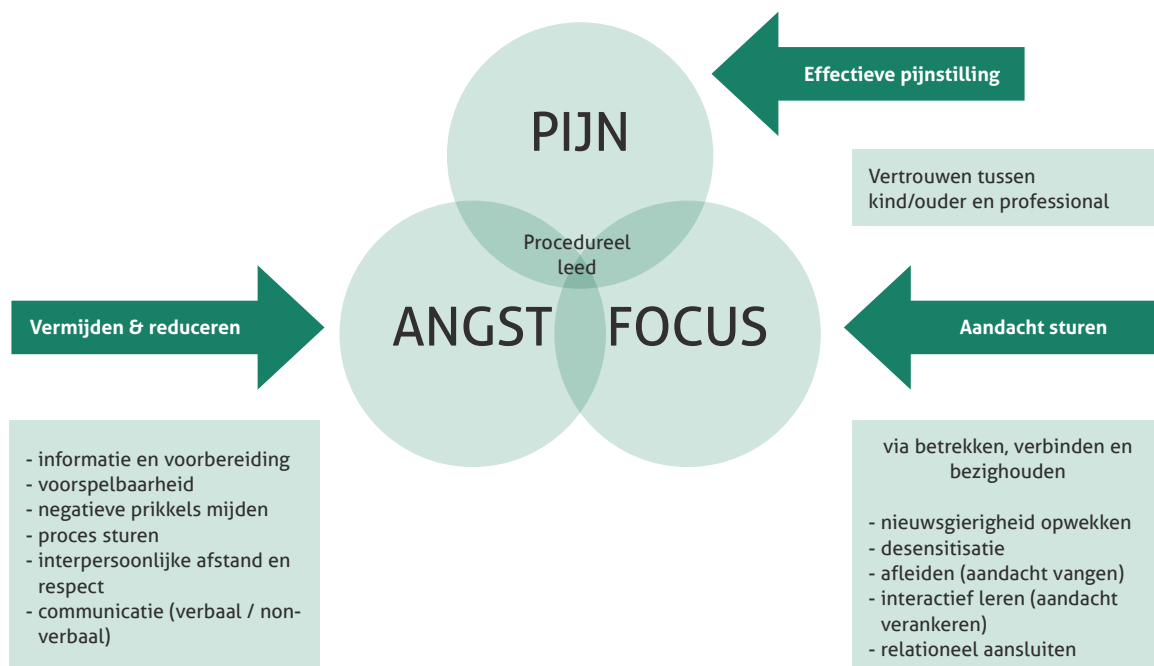 Effectieve pijnstilling
PIJN
Vertrouwen tussen
kind/ouder en professional
Procedureel
leed
Vermijden & reduceren
ANGST
FOCUS
Aandacht sturen
- informatie en voorbereiding
- voorspelbaarheid
- negatieve prikkels mijden
- proces sturen
- interpersoonlijke afstand en
respect
- communicatie (verbaal / non-
verbaal)
via betrekken, verbinden en
bezighouden
- nieuwsgierigheid opwekken
- desensitisatie
- afleiden (aandacht vangen)
- interactief leren (aandacht
verankeren)
- relationeel aansluiten